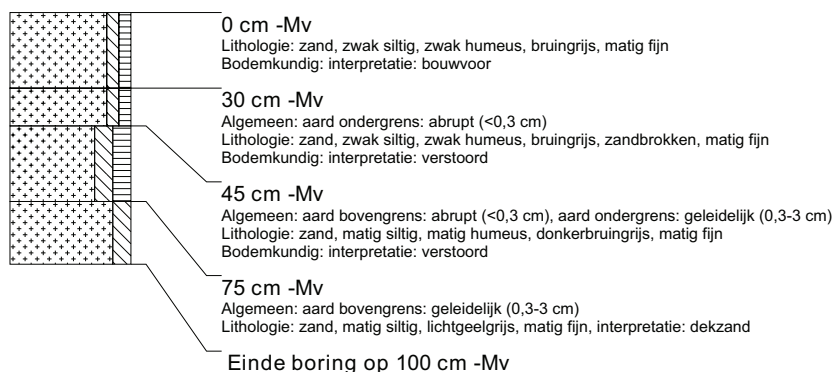 0 cm -Mv
Lithologie: zand, zwak siltig, zwak humeus, bruingrijs, matig fijn
Bodemkundig: interpretatie: bouwvoor
30 cm -Mv
Algemeen: aard ondergrens: abrupt (<0,3 cm)
Lithologie: zand, zwak siltig, zwak humeus, bruingrijs, zandbrokken, matig fijn
Bodemkundig: interpretatie: verstoord
45 cm -Mv
Algemeen: aard bovengrens: abrupt (<0,3 cm), aard ondergrens: geleidelijk (0,3-3 cm)
Lithologie: zand, matig siltig, matig humeus, donkerbruingrijs, matig fijn
Bodemkundig: interpretatie: verstoord
75 cm -Mv
Algemeen: aard bovengrens: geleidelijk (0,3-3 cm)
Lithologie: zand, matig siltig, lichtgeelgrijs, matig fijn, interpretatie: dekzand
Einde boring op 100 cm -Mv